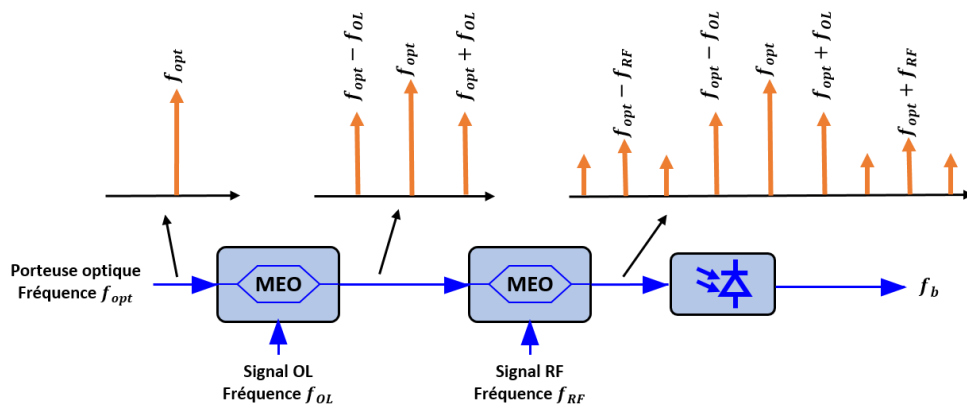 f_opt
f_opt − f_OL
f_opt
f_opt + f_OL
f_opt − f_RF
f_opt − f_OL
f_opt
f_opt + f_OL
f_opt + f_RF
Porteuse optique
Fréquence f_opt
MEO
MEO
f_b
Signal OL
Fréquence f_OL
Signal RF
Fréquence f_RF